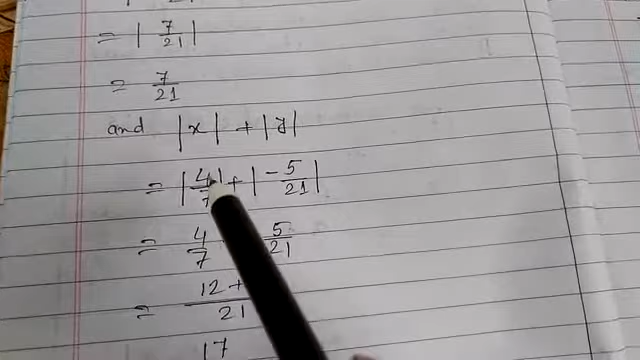 = | 7/21 |
= 7/21
and |x| + |y|
= | 4/7 | + | -5/21 |
= 4/7 5/21
= 12 + /21
17